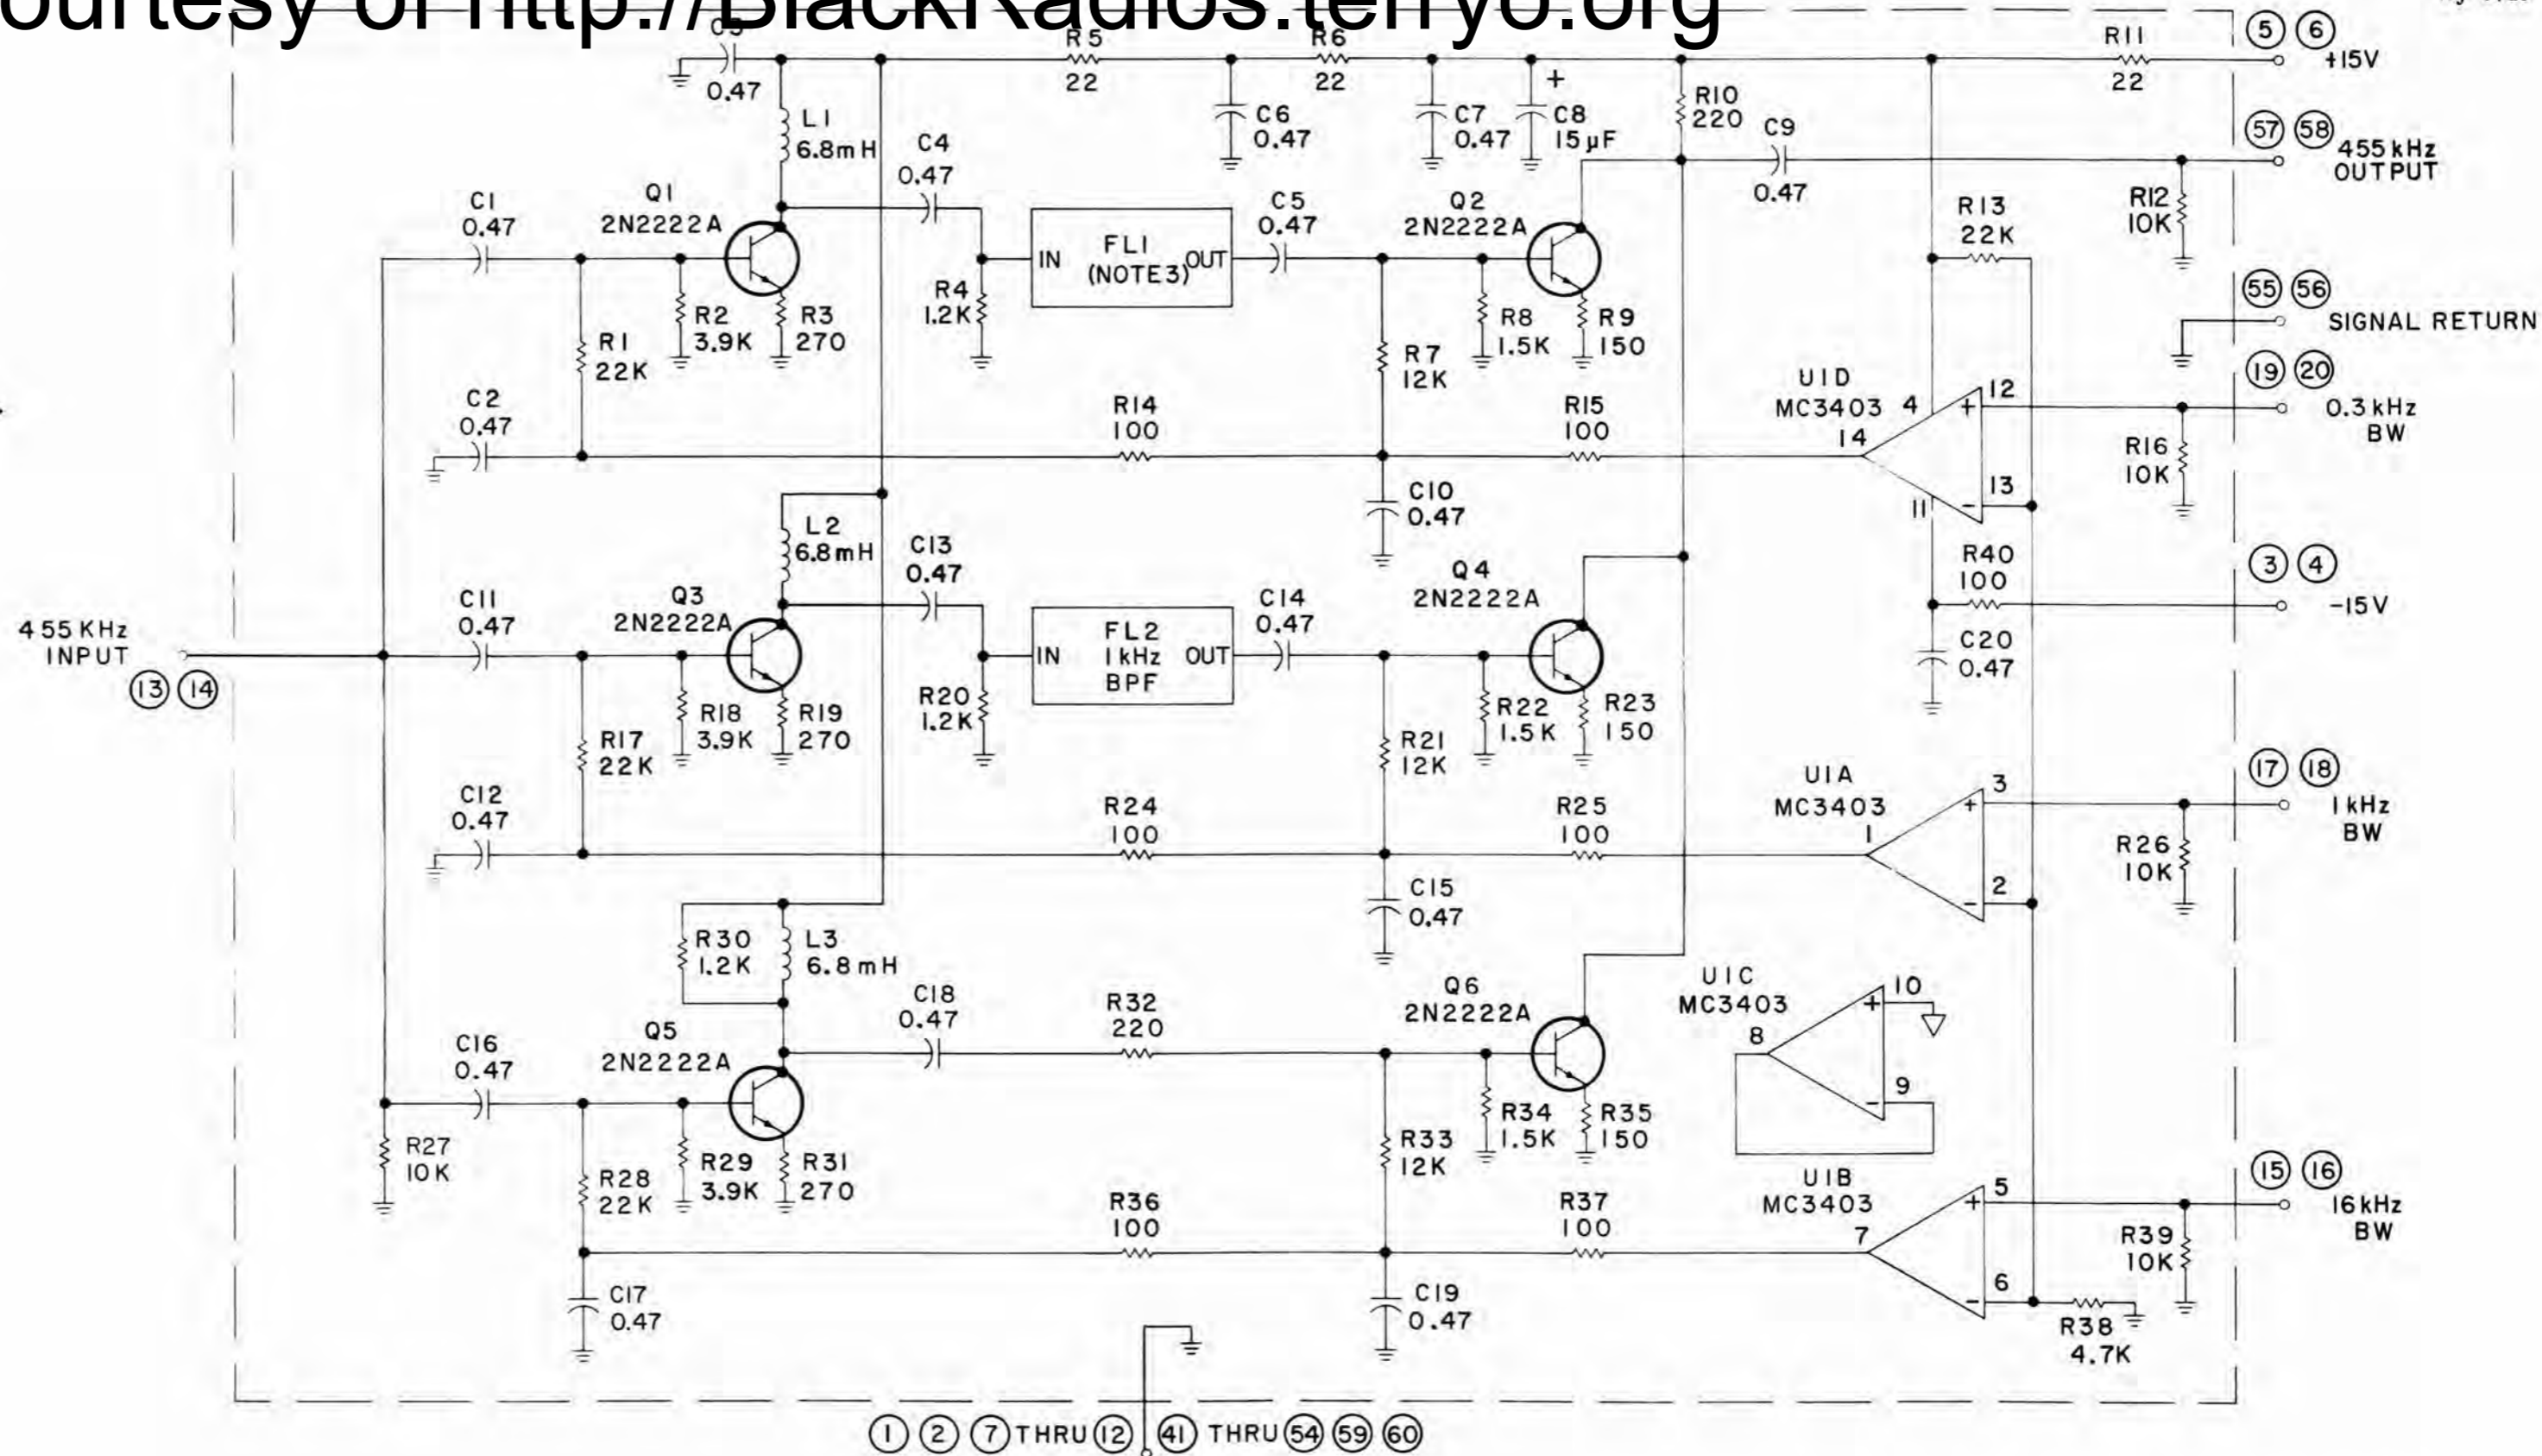 ourtesy of http://BlackRadios.terryo.org
C3
0.47
R5
22
R6
22
R11
22
5 6
+15V
L1
6.8mH
C4
0.47
C6
0.47
C7
0.47
+
C8
15µF
R10
220
C9
0.47
57 58
455kHz
OUTPUT
R12
10K
C1
0.47
Q1
2N2222A
R1
22K
R2
3.9K
R3
270
R4
1.2K
IN
FL1
(NOTE3)
OUT
C5
0.47
Q2
2N2222A
R7
12K
R8
1.5K
R9
150
R13
22K
55 56
SIGNAL RETURN
19 20
0.3kHz
BW
C2
0.47
R14
100
R15
100
U1D
MC3403
4
14
12
+
13
-
11
R16
10K
C10
0.47
L2
6.8mH
C13
0.47
R40
100
3 4
-15V
C20
0.47
455KHz
INPUT
13 14
C11
0.47
Q3
2N2222A
R17
22K
R18
3.9K
R19
270
R20
1.2K
IN
FL2
1kHz
BPF
OUT
C14
0.47
Q4
2N2222A
R21
12K
R22
1.5K
R23
150
C12
0.47
R24
100
R25
100
U1A
MC3403
1
3
+
2
-
17 18
1kHz
BW
R26
10K
C15
0.47
R30
1.2K
L3
6.8mH
C18
0.47
R32
220
Q6
2N2222A
U1C
MC3403
8
10
+
9
-
C16
0.47
Q5
2N2222A
R27
10K
R28
22K
R29
3.9K
R31
270
R33
12K
R34
1.5K
R35
150
R36
100
R37
100
U1B
MC3403
7
5
+
6
-
15 16
16kHz
BW
R39
10K
R38
4.7K
C17
0.47
C19
0.47
1 2 7 THRU 12 41 THRU 54 59 60